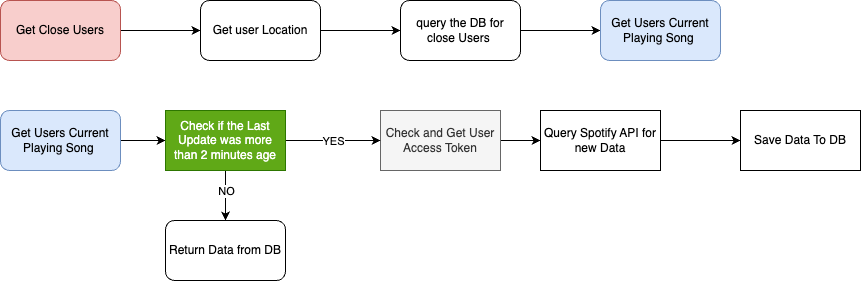 Get Close Users
Get user Location
query the DB for
close Users
Get Users Current
Playing Song
Get Users Current
Playing Song
Check if the Last
Update was more
than 2 minutes age
YES
Check and Get User
Access Token
Query Spotify API for
new Data
Save Data To DB
NO
Return Data from DB